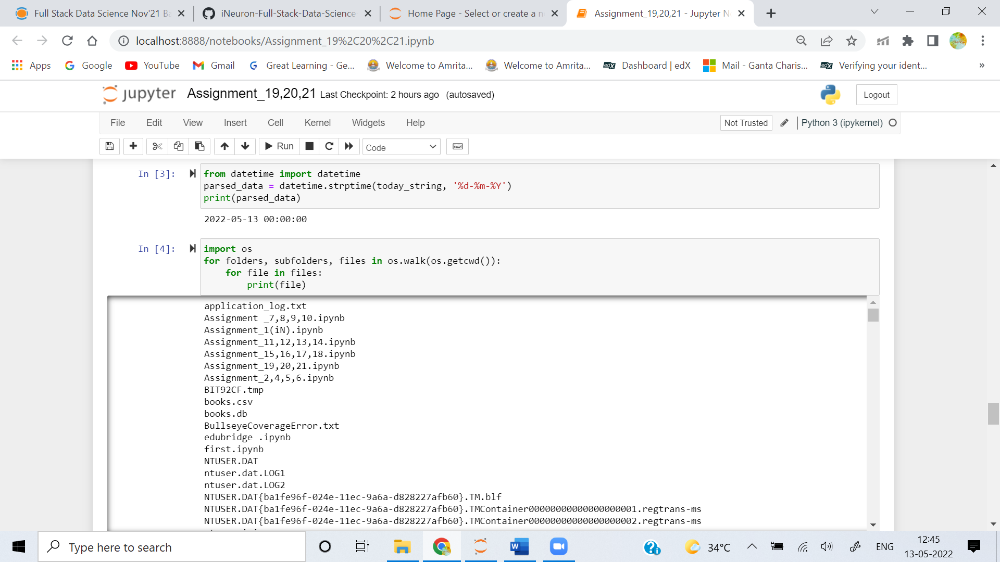 Full Stack Data Science Nov'21 Ba
iNeuron-Full-Stack-Data-Science
Home Page - Select or create a n
Assignment_19,20,21 - Jupyter N
localhost:8888/notebooks/Assignment_19%2C20%2C21.ipynb
Apps
Google
YouTube
Gmail
Great Learning - Ge...
Welcome to Amrita...
Welcome to Amrita...
Dashboard | edX
Mail - Ganta Charis...
Verifying your ident...
»
jupyter Assignment_19,20,21 Last Checkpoint: 2 hours ago (autosaved)
Logout
File Edit View Insert Cell Kernel Widgets Help
Not Trusted
Python 3 (ipykernel)
Run
Code
In [3]:
from datetime import datetime
parsed_data = datetime.strptime(today_string, '%d-%m-%Y')
print(parsed_data)
2022-05-13 00:00:00
In [4]:
import os
for folders, subfolders, files in os.walk(os.getcwd()):
    for file in files:
        print(file)
application_log.txt
Assignment _7,8,9,10.ipynb
Assignment_1(iN).ipynb
Assignment_11,12,13,14.ipynb
Assignment_15,16,17,18.ipynb
Assignment_19,20,21.ipynb
Assignment_2,4,5,6.ipynb
BIT92CF.tmp
books.csv
books.db
BullseyeCoverageError.txt
edubridge .ipynb
first.ipynb
NTUSER.DAT
ntuser.dat.LOG1
ntuser.dat.LOG2
NTUSER.DAT{ba1fe96f-024e-11ec-9a6a-d828227afb60}.TM.blf
NTUSER.DAT{ba1fe96f-024e-11ec-9a6a-d828227afb60}.TMContainer00000000000000000001.regtrans-ms
NTUSER.DAT{ba1fe96f-024e-11ec-9a6a-d828227afb60}.TMContainer00000000000000000002.regtrans-ms
Type here to search
34°C
ENG
12:45
13-05-2022